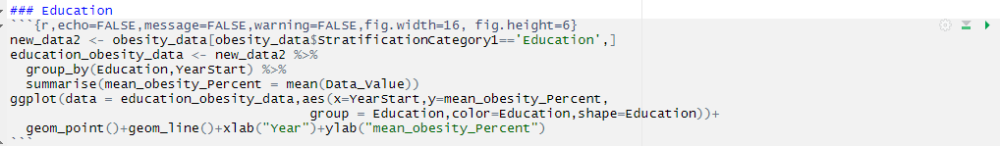 ### Education
```{r,echo=FALSE,message=FALSE,warning=FALSE,fig.width=16, fig.height=6}
new_data2 <- obesity_data[obesity_data$StratificationCategory1=='Education',]
education_obesity_data <- new_data2 %>%
  group_by(Education,YearStart) %>%
  summarise(mean_obesity_Percent = mean(Data_Value))
ggplot(data = education_obesity_data,aes(x=YearStart,y=mean_obesity_Percent,
                                         group = Education,color=Education,shape=Education))+
  geom_point()+geom_line()+xlab("Year")+ylab("mean_obesity_Percent")
```